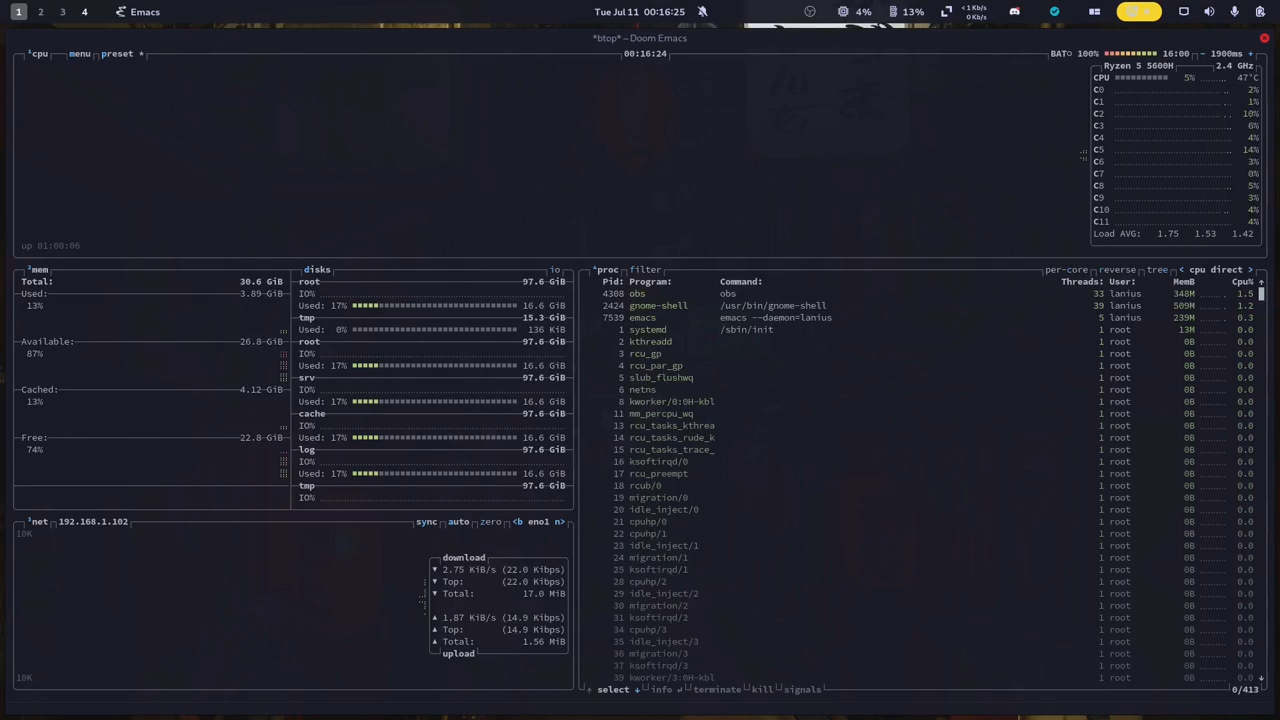 1 2 3 4 Emacs Tue Jul 11 00:16:25 4% 13% <1 Kb/s 0 Kb/s
*btop* – Doom Emacs
¹cpu menu preset * 00:16:24 BAT○ 100% 16:00 - 1900ms +
Ryzen 5 5600H 2.4 GHz
CPU 5% 47°C
C0 2%
C1 1%
C2 10%
C3 6%
C4 4%
C5 14%
C6 3%
C7 0%
C8 5%
C9 3%
C10 4%
C11 4%
Load AVG: 1.75 1.53 1.42
up 01:00:06
²mem
Total: 30.6 GiB
Used: 3.89 GiB
13%
Available: 26.8 GiB
87%
Cached: 4.12 GiB
13%
Free: 22.8 GiB
74%
disks io
root 97.6 GiB
IO%
Used: 17% 16.6 GiB
tmp 15.3 GiB
Used: 0% 136 KiB
root 97.6 GiB
IO%
Used: 17% 16.6 GiB
srv 97.6 GiB
IO%
Used: 17% 16.6 GiB
cache 97.6 GiB
IO%
Used: 17% 16.6 GiB
log 97.6 GiB
IO%
Used: 17% 16.6 GiB
tmp 97.6 GiB
IO%
³net 192.168.1.102 sync auto zero <b eno1 n>
10K
download
▼ 2.75 KiB/s (22.0 Kibps)
▼ Top: (22.0 Kibps)
▼ Total: 17.0 MiB
▲ 1.87 KiB/s (14.9 Kibps)
▲ Top: (14.9 Kibps)
▲ Total: 1.56 MiB
upload
10K
⁴proc filter per-core reverse tree < cpu direct >
Pid: Program: Command: Threads: User: MemB Cpu% ↑
4308 obs obs 33 lanius 348M 1.5
2424 gnome-shell /usr/bin/gnome-shell 39 lanius 509M 1.2
7539 emacs emacs --daemon=lanius 5 lanius 239M 0.3
1 systemd /sbin/init 1 root 13M 0.0
2 kthreadd 1 root 0B 0.0
3 rcu_gp 1 root 0B 0.0
4 rcu_par_gp 1 root 0B 0.0
5 slub_flushwq 1 root 0B 0.0
6 netns 1 root 0B 0.0
8 kworker/0:0H-kbl 1 root 0B 0.0
11 mm_percpu_wq 1 root 0B 0.0
13 rcu_tasks_kthrea 1 root 0B 0.0
14 rcu_tasks_rude_k 1 root 0B 0.0
15 rcu_tasks_trace_ 1 root 0B 0.0
16 ksoftirqd/0 1 root 0B 0.0
17 rcu_preempt 1 root 0B 0.0
18 rcub/0 1 root 0B 0.0
19 migration/0 1 root 0B 0.0
20 idle_inject/0 1 root 0B 0.0
21 cpuhp/0 1 root 0B 0.0
22 cpuhp/1 1 root 0B 0.0
23 idle_inject/1 1 root 0B 0.0
24 migration/1 1 root 0B 0.0
25 ksoftirqd/1 1 root 0B 0.0
28 cpuhp/2 1 root 0B 0.0
29 idle_inject/2 1 root 0B 0.0
30 migration/2 1 root 0B 0.0
31 ksoftirqd/2 1 root 0B 0.0
34 cpuhp/3 1 root 0B 0.0
35 idle_inject/3 1 root 0B 0.0
36 migration/3 1 root 0B 0.0
37 ksoftirqd/3 1 root 0B 0.0
39 kworker/3:0H-kbl 1 root 0B 0.0 ↓
↑ select ↓ info ↵ terminate kill signals 0/413